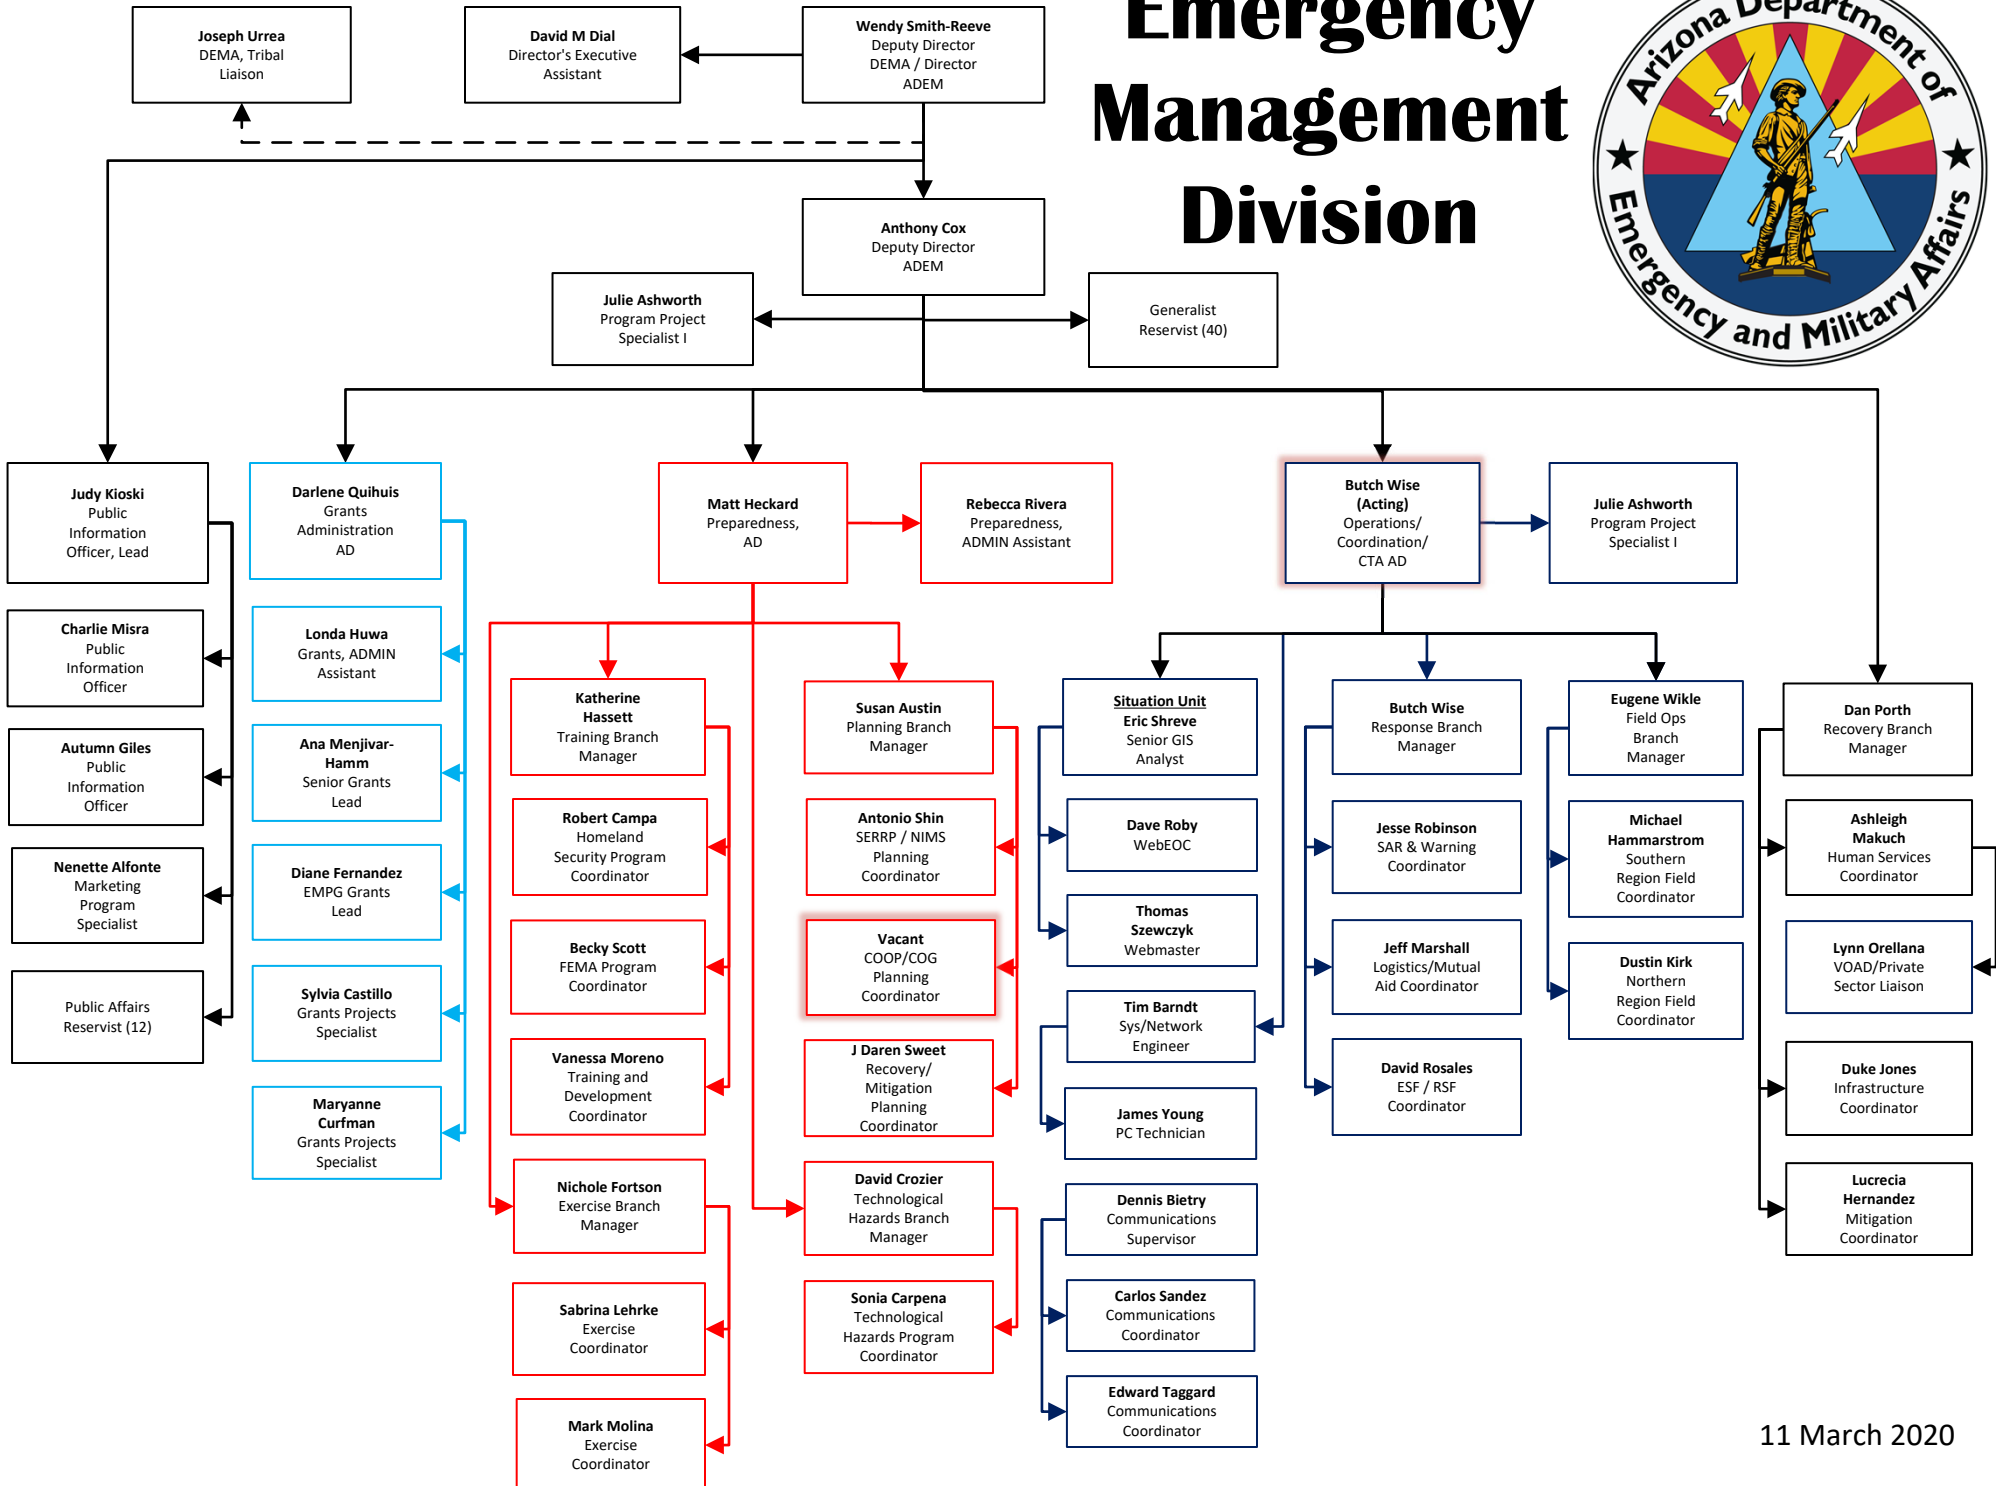 Emergency
Management
Division
Arizona Department of
Emergency and Military Affairs
Joseph Urrea
DEMA, Tribal
Liaison
David M Dial
Director's Executive
Assistant
Wendy Smith-Reeve
Deputy Director
DEMA / Director
ADEM
Anthony Cox
Deputy Director
ADEM
Julie Ashworth
Program Project
Specialist I
Generalist
Reservist (40)
Judy Kioski
Public
Information
Officer, Lead
Charlie Misra
Public
Information
Officer
Autumn Giles
Public
Information
Officer
Nenette Alfonte
Marketing
Program
Specialist
Public Affairs
Reservist (12)
Darlene Quihuis
Grants
Administration
AD
Londa Huwa
Grants, ADMIN
Assistant
Ana Menjivar-
Hamm
Senior Grants
Lead
Diane Fernandez
EMPG Grants
Lead
Sylvia Castillo
Grants Projects
Specialist
Maryanne
Curfman
Grants Projects
Specialist
Matt Heckard
Preparedness,
AD
Rebecca Rivera
Preparedness,
ADMIN Assistant
Katherine
Hassett
Training Branch
Manager
Robert Campa
Homeland
Security Program
Coordinator
Becky Scott
FEMA Program
Coordinator
Vanessa Moreno
Training and
Development
Coordinator
Nichole Fortson
Exercise Branch
Manager
Sabrina Lehrke
Exercise
Coordinator
Mark Molina
Exercise
Coordinator
Susan Austin
Planning Branch
Manager
Antonio Shin
SERRP / NIMS
Planning
Coordinator
Vacant
COOP/COG
Planning
Coordinator
J Daren Sweet
Recovery/
Mitigation
Planning
Coordinator
David Crozier
Technological
Hazards Branch
Manager
Sonia Carpena
Technological
Hazards Program
Coordinator
Butch Wise
(Acting)
Operations/
Coordination/
CTA AD
Julie Ashworth
Program Project
Specialist I
Situation Unit
Eric Shreve
Senior GIS
Analyst
Dave Roby
WebEOC
Thomas
Szewczyk
Webmaster
Tim Barndt
Sys/Network
Engineer
James Young
PC Technician
Dennis Bietry
Communications
Supervisor
Carlos Sandez
Communications
Coordinator
Edward Taggard
Communications
Coordinator
Butch Wise
Response Branch
Manager
Jesse Robinson
SAR & Warning
Coordinator
Jeff Marshall
Logistics/Mutual
Aid Coordinator
David Rosales
ESF / RSF
Coordinator
Eugene Wikle
Field Ops
Branch
Manager
Michael
Hammarstrom
Southern
Region Field
Coordinator
Dustin Kirk
Northern
Region Field
Coordinator
Dan Porth
Recovery Branch
Manager
Ashleigh
Makuch
Human Services
Coordinator
Lynn Orellana
VOAD/Private
Sector Liaison
Duke Jones
Infrastructure
Coordinator
Lucrecia
Hernandez
Mitigation
Coordinator
11 March 2020